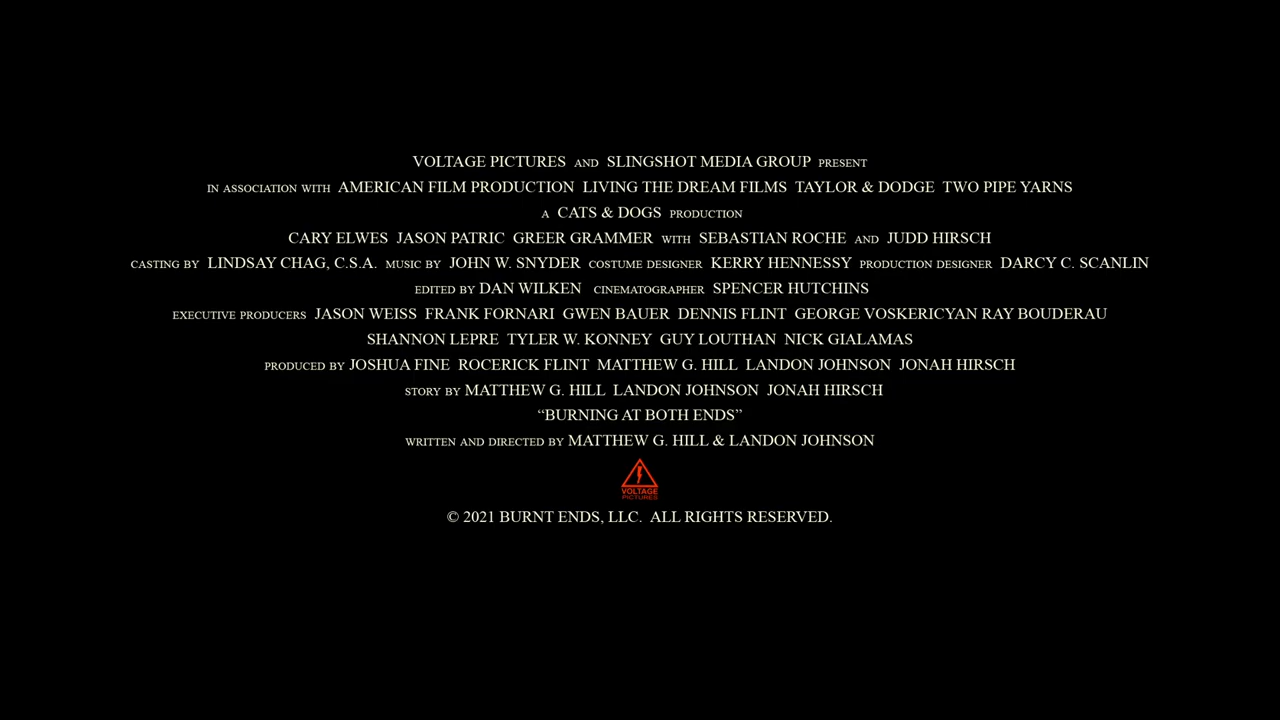 VOLTAGE PICTURES AND SLINGSHOT MEDIA GROUP PRESENT
IN ASSOCIATION WITH AMERICAN FILM PRODUCTION LIVING THE DREAM FILMS TAYLOR & DODGE TWO PIPE YARNS
A CATS & DOGS PRODUCTION
CARY ELWES JASON PATRIC GREER GRAMMER WITH SEBASTIAN ROCHE AND JUDD HIRSCH
CASTING BY LINDSAY CHAG, C.S.A. MUSIC BY JOHN W. SNYDER COSTUME DESIGNER KERRY HENNESSY PRODUCTION DESIGNER DARCY C. SCANLIN
EDITED BY DAN WILKEN CINEMATOGRAPHER SPENCER HUTCHINS
EXECUTIVE PRODUCERS JASON WEISS FRANK FORNARI GWEN BAUER DENNIS FLINT GEORGE VOSKERICYAN RAY BOUDERAU
SHANNON LEPRE TYLER W. KONNEY GUY LOUTHAN NICK GIALAMAS
PRODUCED BY JOSHUA FINE ROCERICK FLINT MATTHEW G. HILL LANDON JOHNSON JONAH HIRSCH
STORY BY MATTHEW G. HILL LANDON JOHNSON JONAH HIRSCH
“BURNING AT BOTH ENDS”
WRITTEN AND DIRECTED BY MATTHEW G. HILL & LANDON JOHNSON
VOLTAGE
PICTURES
© 2021 BURNT ENDS, LLC. ALL RIGHTS RESERVED.